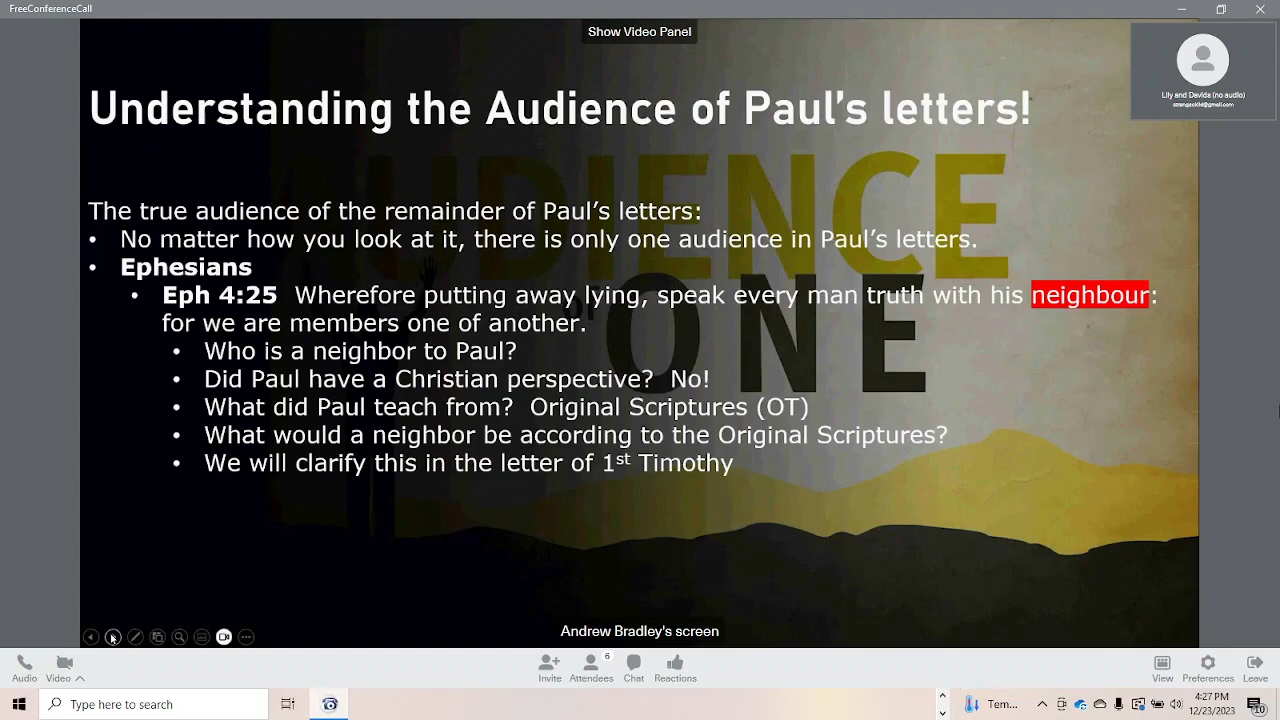 FreeConferenceCall
Show Video Panel
Lily and Davids (no audio)
Understanding the Audience of Paul's letters!
AUDIENCE
of
ONE
The true audience of the remainder of Paul's letters:
• No matter how you look at it, there is only one audience in Paul's letters.
• Ephesians
• Eph 4:25 Wherefore putting away lying, speak every man truth with his neighbour:
for we are members one of another.
• Who is a neighbor to Paul?
• Did Paul have a Christian perspective? No!
• What did Paul teach from? Original Scriptures (OT)
• What would a neighbor be according to the Original Scriptures?
• We will clarify this in the letter of 1st Timothy
Andrew Bradley's screen
Audio
Video
Invite
6
Attendees
Chat
Reactions
View
Preferences
Leave
Type here to search
Tem...
4:27 PM
12/23/2023
10